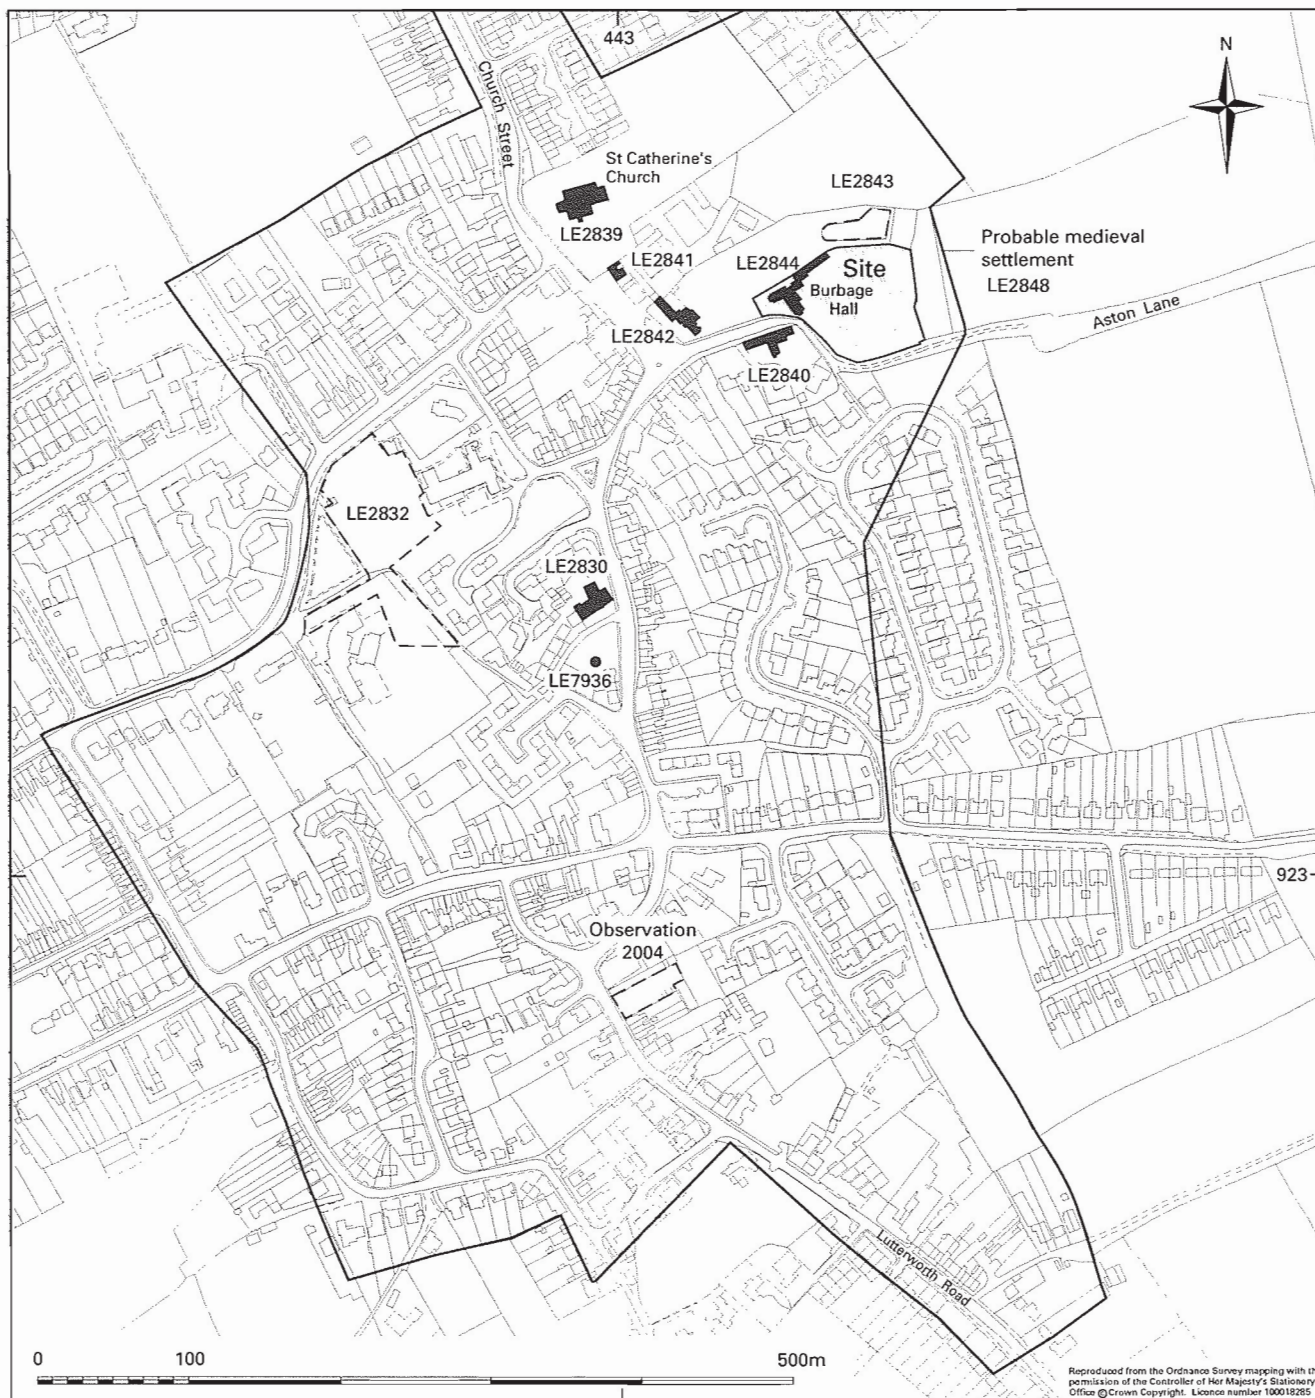 443
N
Church Street
St Catherine's
Church
LE2839
LE2843
LE2841
LE2844
Site
Burbage
Hall
Probable medieval
settlement
LE2848
LE2842
Aston Lane
LE2840
LE2832
LE2830
LE7936
923
Observation
2004
Lutterworth Road
0 100 500m
Reproduced from the Ordnance Survey mapping with
permission of the Controller of Her Majesty's Stationery
Office © Crown Copyright. Licence number